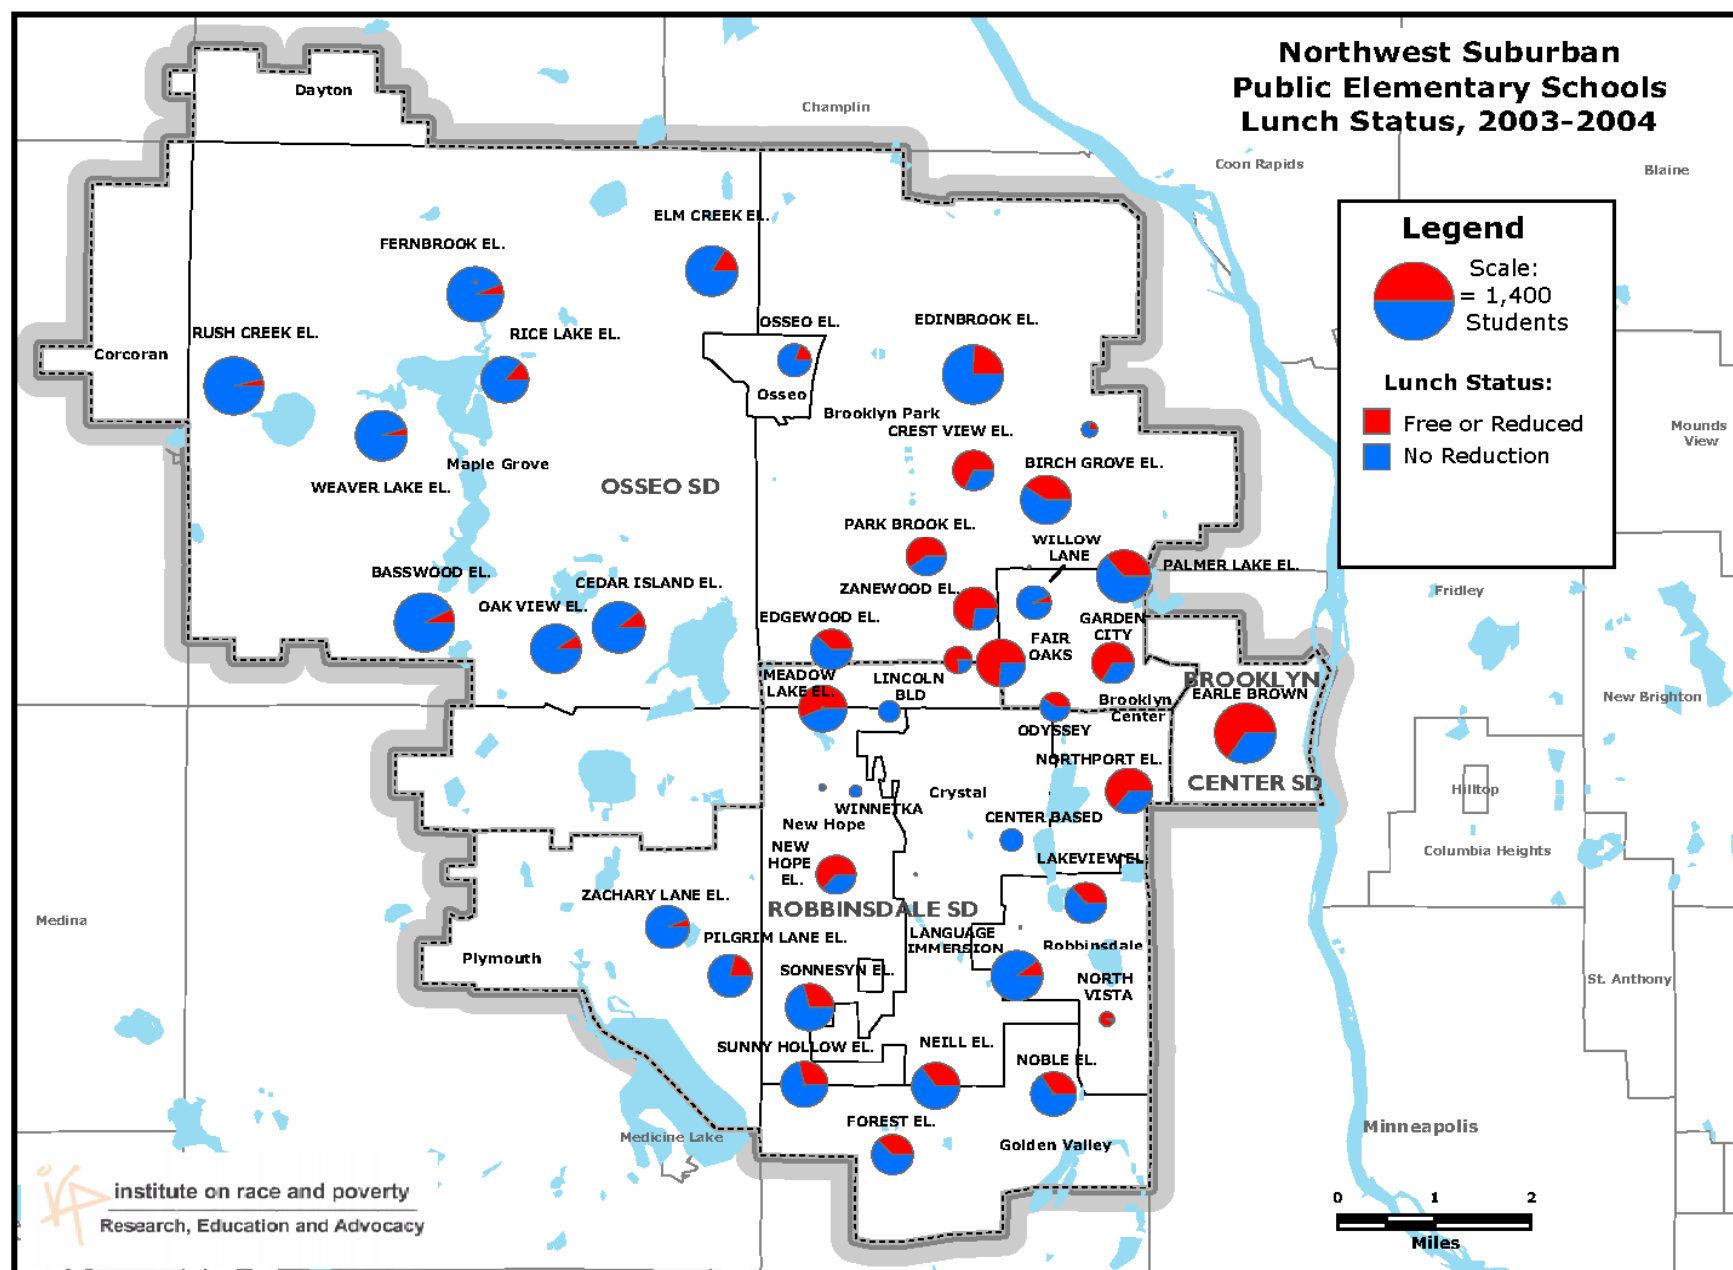 Northwest Suburban
Public Elementary Schools
Lunch Status, 2003-2004
Dayton
Champlin
Coon Rapids
Blaine
Legend
Scale:
= 1,400
Students
Lunch Status:
Free or Reduced
No Reduction
ELM CREEK EL.
FERNBROOK EL.
RUSH CREEK EL.
RICE LAKE EL.
OSSEO EL.
EDINBROOK EL.
Corcoran
Osseo
Brooklyn Park
CREST VIEW EL.
Mounds
View
Maple Grove
WEAVER LAKE EL.
OSSEO SD
BIRCH GROVE EL.
PARK BROOK EL.
WILLOW
LANE
PALMER LAKE EL.
BASSWOOD EL.
CEDAR ISLAND EL.
OAK VIEW EL.
ZANEWOOD EL.
EDGEWOOD EL.
GARDEN
CITY
FAIR
OAKS
Fridley
MEADOW
LAKE EL.
LINCOLN
BLD
BROOKLYN
EARLE BROWN
CENTER SD
Brooklyn
Center
ODYSSEY
New Brighton
NORTHPORT EL.
Hilltop
WINNETKA
Crystal
New Hope
CENTER BASED
NEW
HOPE
EL.
LAKEVIEW EL.
Columbia Heights
ZACHARY LANE EL.
ROBBINSDALE SD
Medina
PILGRIM LANE EL.
LANGUAGE
IMMERSION
Robbinsdale
Plymouth
SONNESYN EL.
NORTH
VISTA
St. Anthony
SUNNY HOLLOW EL.
NEILL EL.
NOBLE EL.
FOREST EL.
Medicine Lake
Golden Valley
Minneapolis
institute on race and poverty
Research, Education and Advocacy
0 1 2
Miles